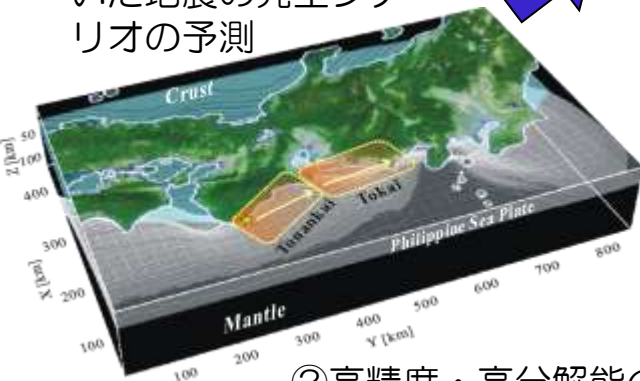 リオの予測
Crust
Z [km]
50
100
400
300
200
100
X [km]
Tonankai
Tokai
Philippine Sea Plate
Mantle
100
200
300
400
500
600
700
800
Y [km]